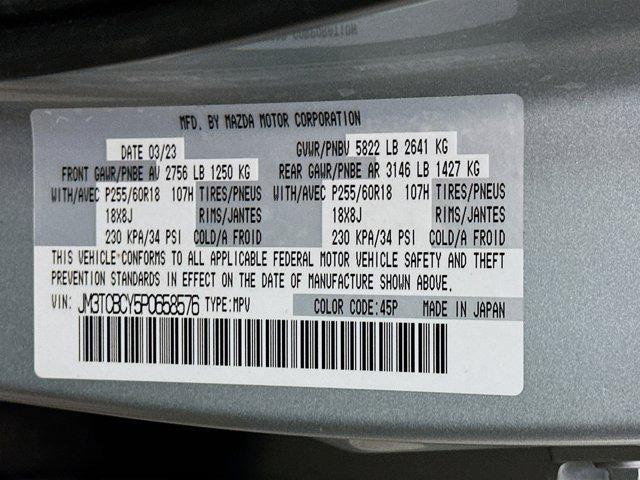 MFD. BY MAZDA MOTOR CORPORATION
DATE 03/23 GVWR/PNBV 5822 LB 2641 KG
FRONT GAWR/PNBE AV 2756 LB 1250 KG REAR GAWR/PNBE AR 3146 LB 1427 KG
WITH/AVEC P255/60R18 107H TIRES/PNEUS WITH/AVEC P255/60R18 107H TIRES/PNEUS
18X8J RIMS/JANTES 18X8J RIMS/JANTES
230 KPA/34 PSI COLD/A FROID 230 KPA/34 PSI COLD/A FROID
THIS VEHICLE CONFORMS TO ALL APPLICABLE FEDERAL MOTOR VEHICLE SAFETY AND THEFT
PREVENTION STANDARDS IN EFFECT ON THE DATE OF MANUFACTURE SHOWN ABOVE.
VIN: JM3TCBCY5P0658576 TYPE:MPV COLOR CODE:45P MADE IN JAPAN